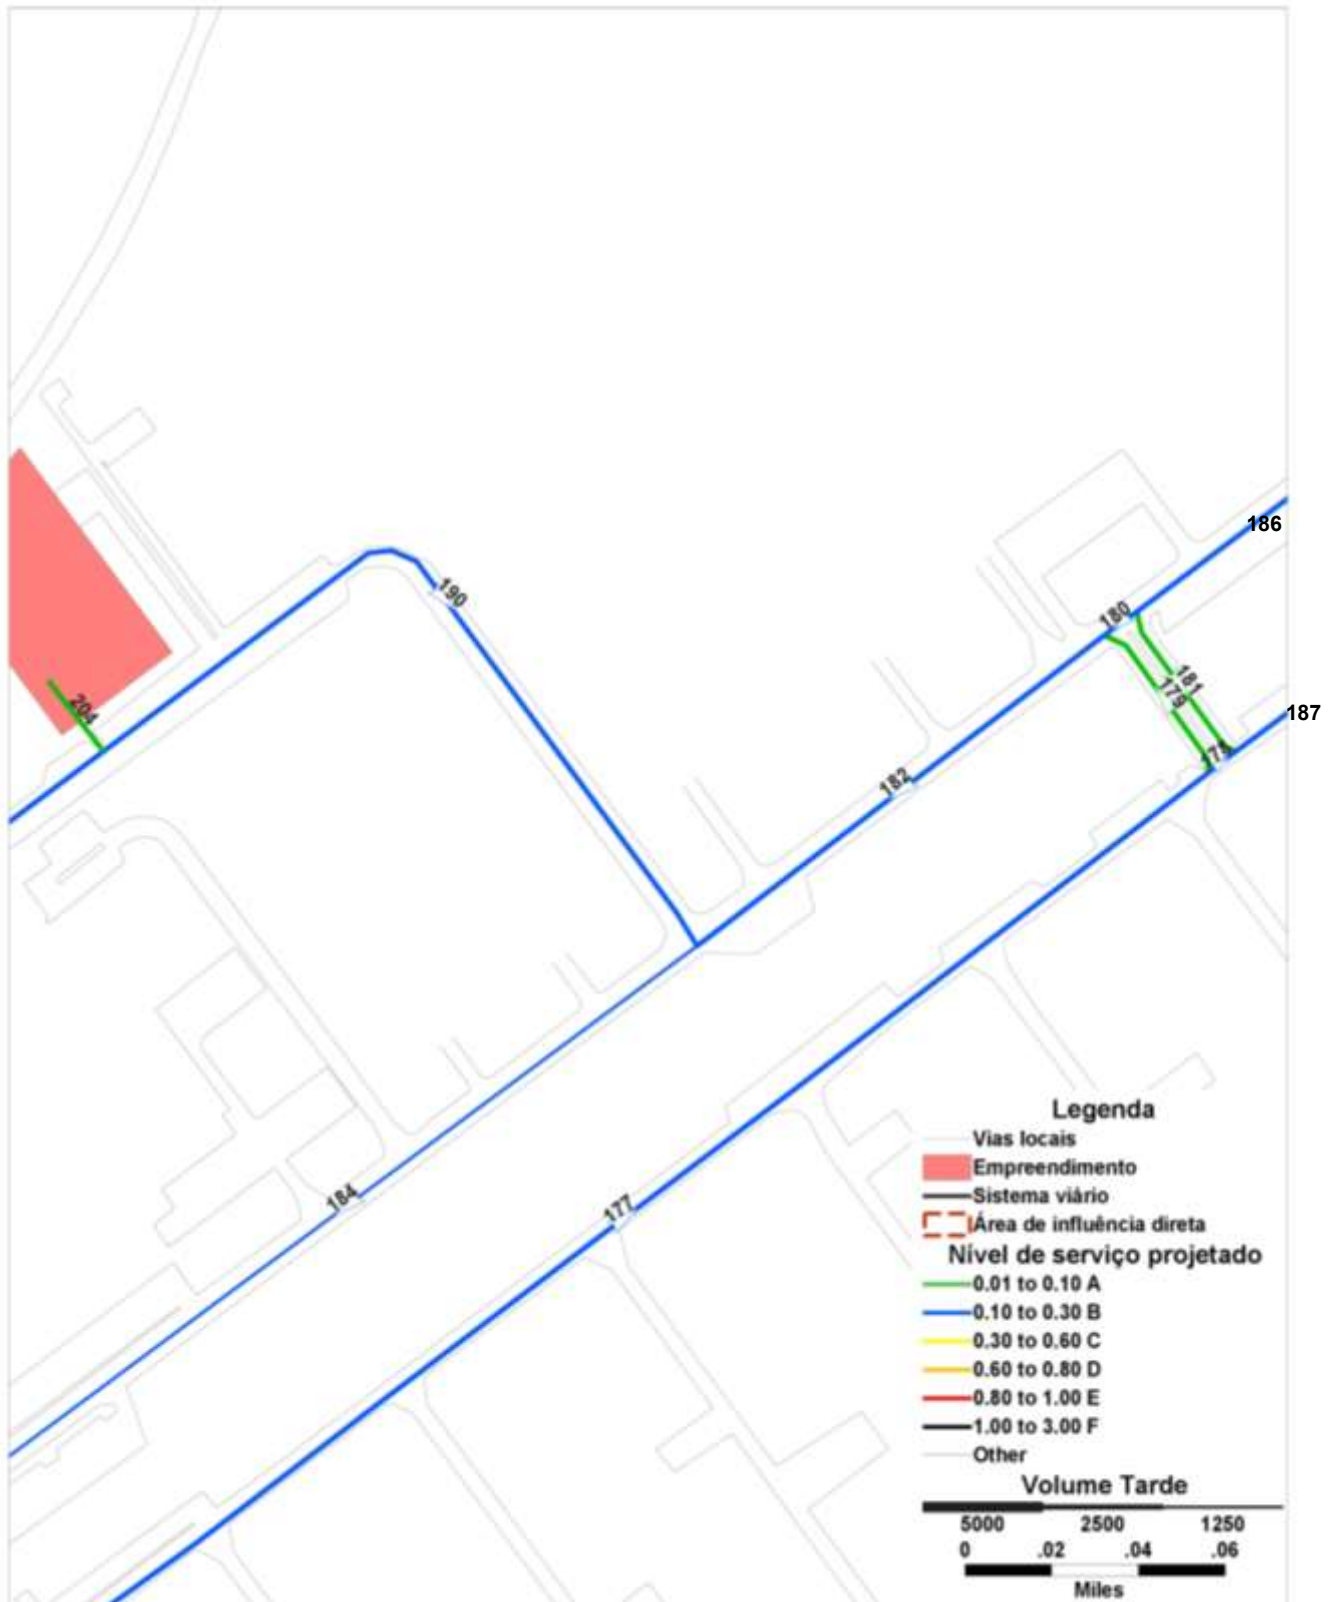 186
180
190
181
179
204
187
178
182
184
177
Legenda
Vias locais
Empreendimento
Sistema viário
Área de influência direta
Nível de serviço projetado
0.01 to 0.10 A
0.10 to 0.30 B
0.30 to 0.60 C
0.60 to 0.80 D
0.80 to 1.00 E
1.00 to 3.00 F
Other
Volume Tarde
5000 2500 1250
0 .02 .04 .06
Miles